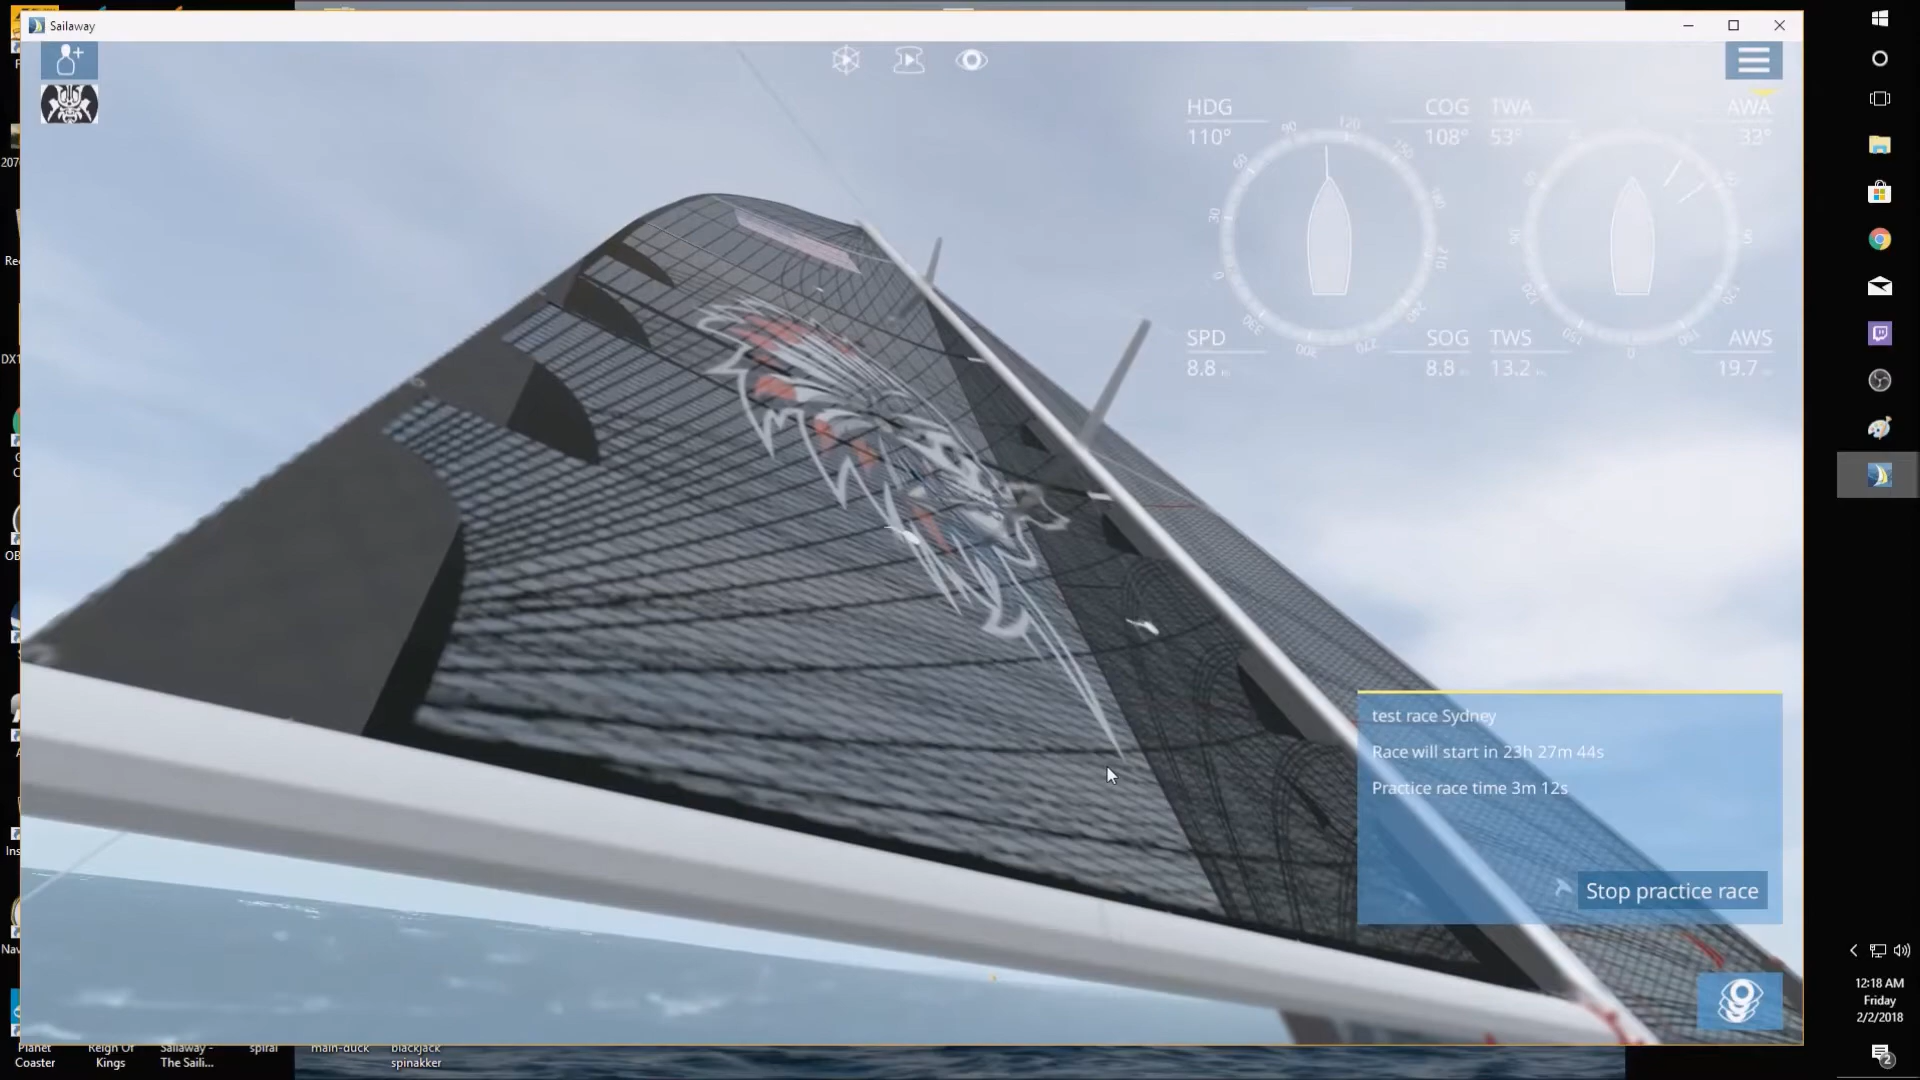 Sailaway
HDG
110°
COG
108°
TWA
53°
AWA
33°
SPD
8.8
SOG
8.8
TWS
13.2
AWS
19.7
test race Sydney
Race will start in 23h 27m 44s
Practice race time 3m 12s
Stop practice race
12:18 AM
Friday
2/2/2018
2
Planet
Coaster
Reign Of
Kings
Sailaway -
The Saili...
spiral
main-duck
blackjack
spinakker